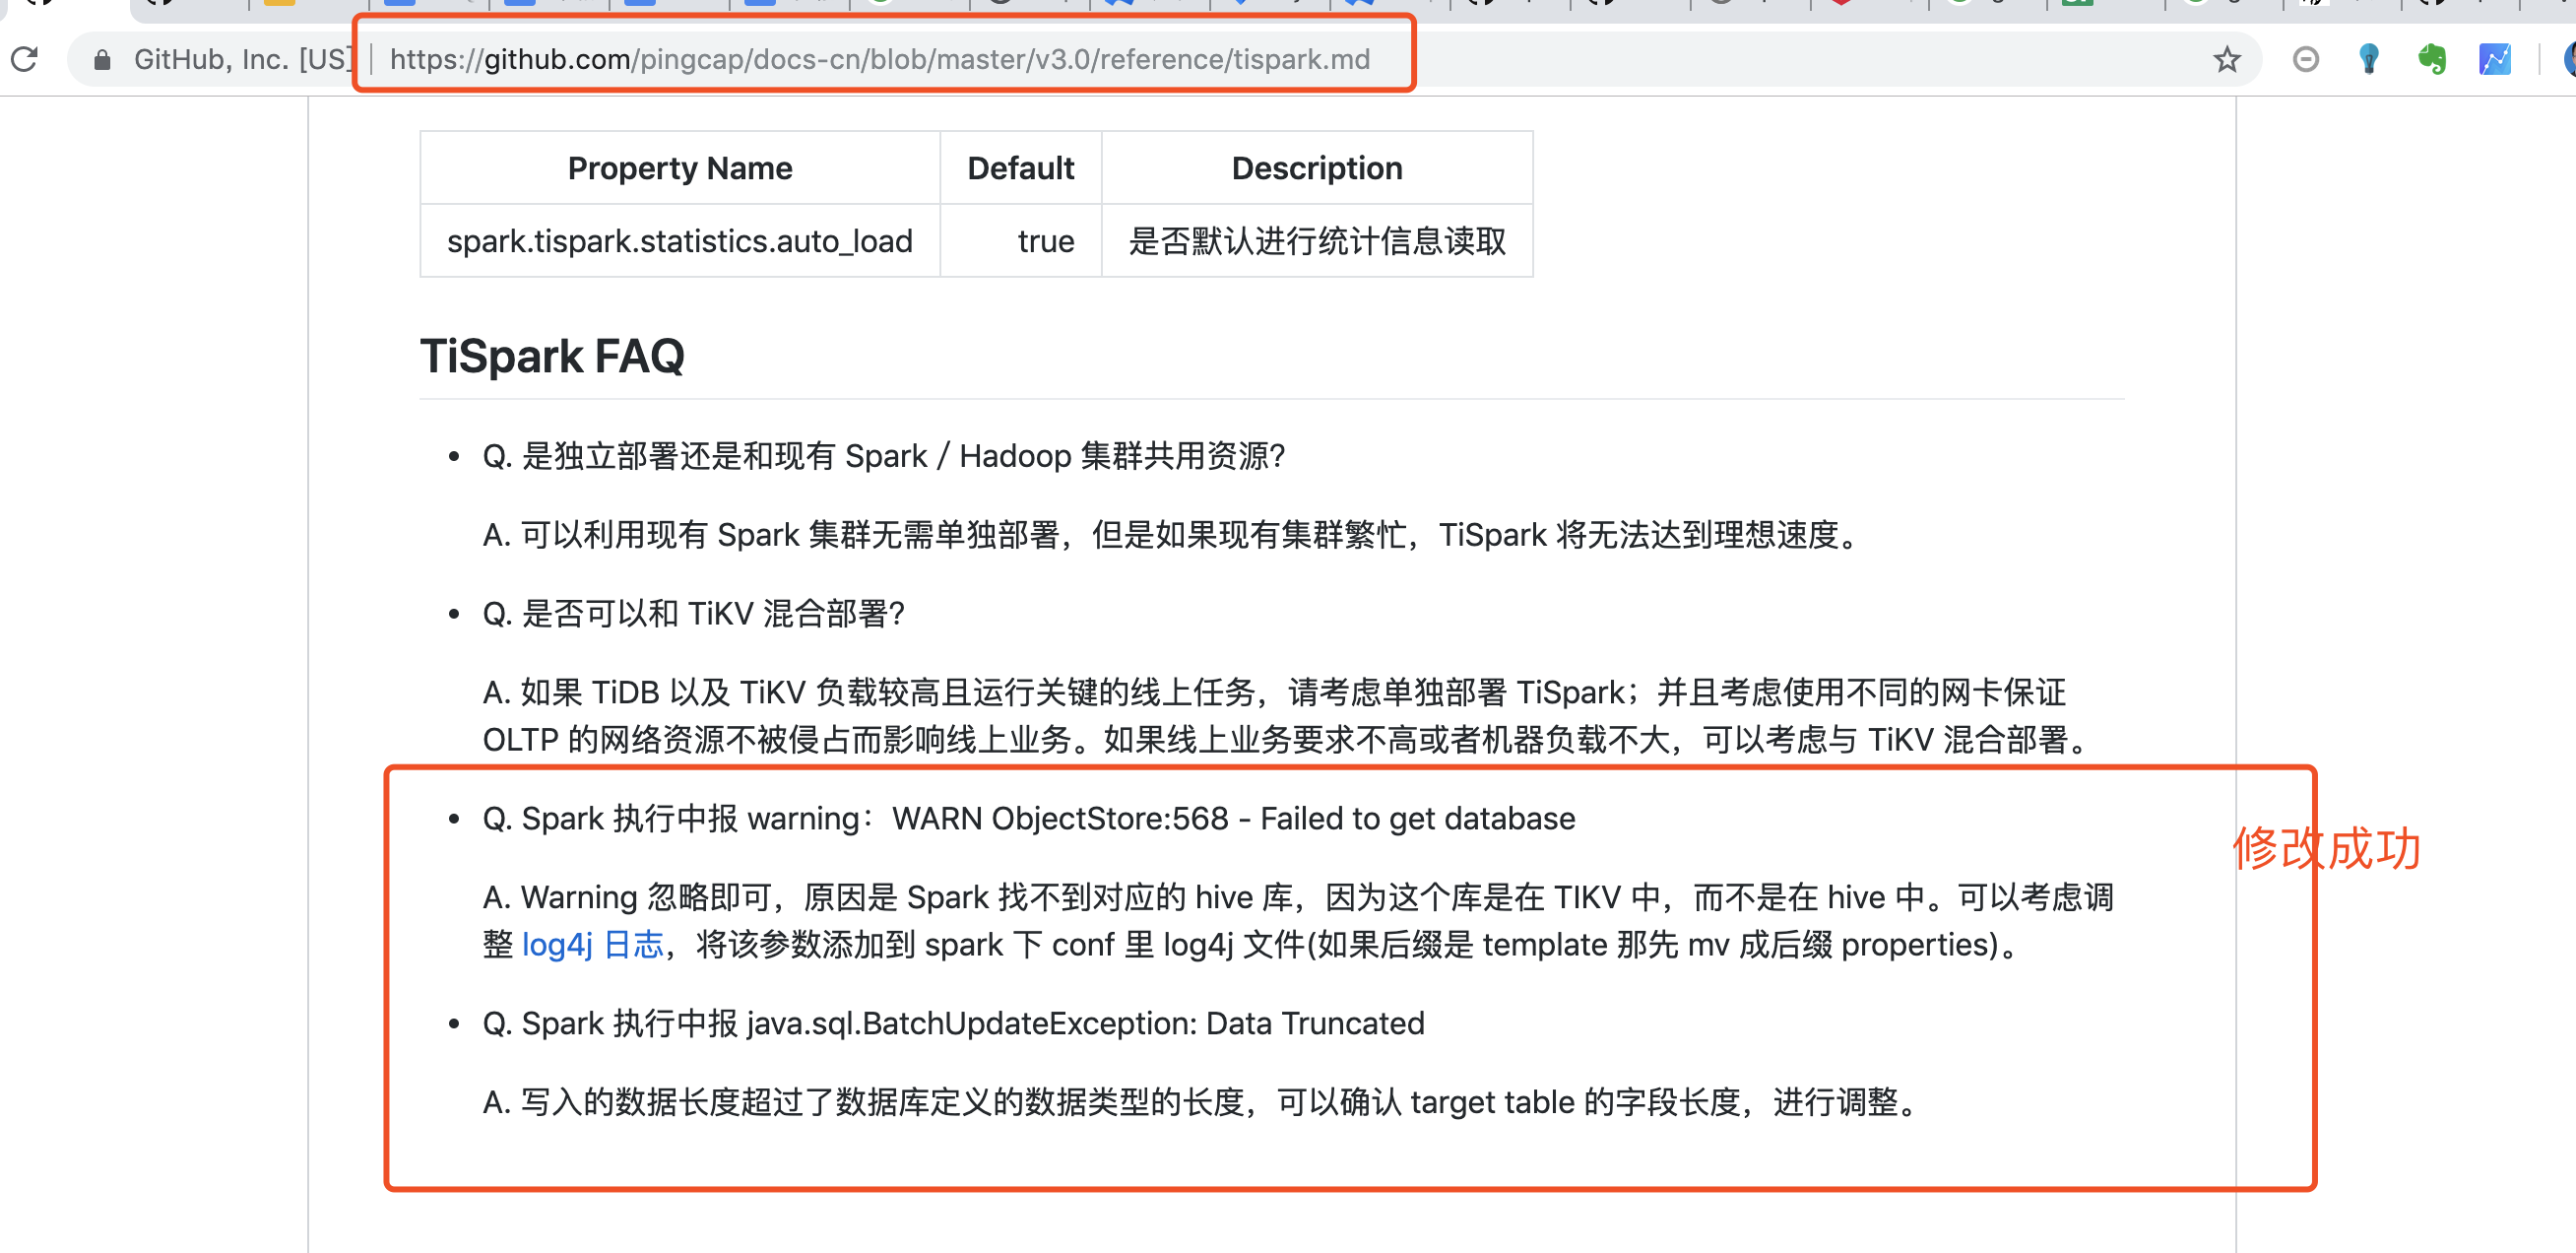 GitHub, Inc. [US] | https://github.com/pingcap/docs-cn/blob/master/v3.0/reference/tispark.md
Property Name Default Description
spark.tispark.statistics.auto_load true 是否默认进行统计信息读取
TiSpark FAQ
• Q. 是独立部署还是和现有 Spark / Hadoop 集群共用资源?
A. 可以利用现有 Spark 集群无需单独部署，但是如果现有集群繁忙，TiSpark 将无法达到理想速度。
• Q. 是否可以和 TiKV 混合部署?
A. 如果 TiDB 以及 TiKV 负载较高且运行关键的线上任务，请考虑单独部署 TiSpark；并且考虑使用不同的网卡保证
OLTP 的网络资源不被侵占而影响线上业务。如果线上业务要求不高或者机器负载不大，可以考虑与 TiKV 混合部署。
• Q. Spark 执行中报 warning：WARN ObjectStore:568 - Failed to get database
修改成功
A. Warning 忽略即可，原因是 Spark 找不到对应的 hive 库，因为这个库是在 TIKV 中，而不是在 hive 中。可以考虑调
整 log4j 日志，将该参数添加到 spark 下 conf 里 log4j 文件(如果后缀是 template 那先 mv 成后缀 properties)。
• Q. Spark 执行中报 java.sql.BatchUpdateException: Data Truncated
A. 写入的数据长度超过了数据库定义的数据类型的长度，可以确认 target table 的字段长度，进行调整。